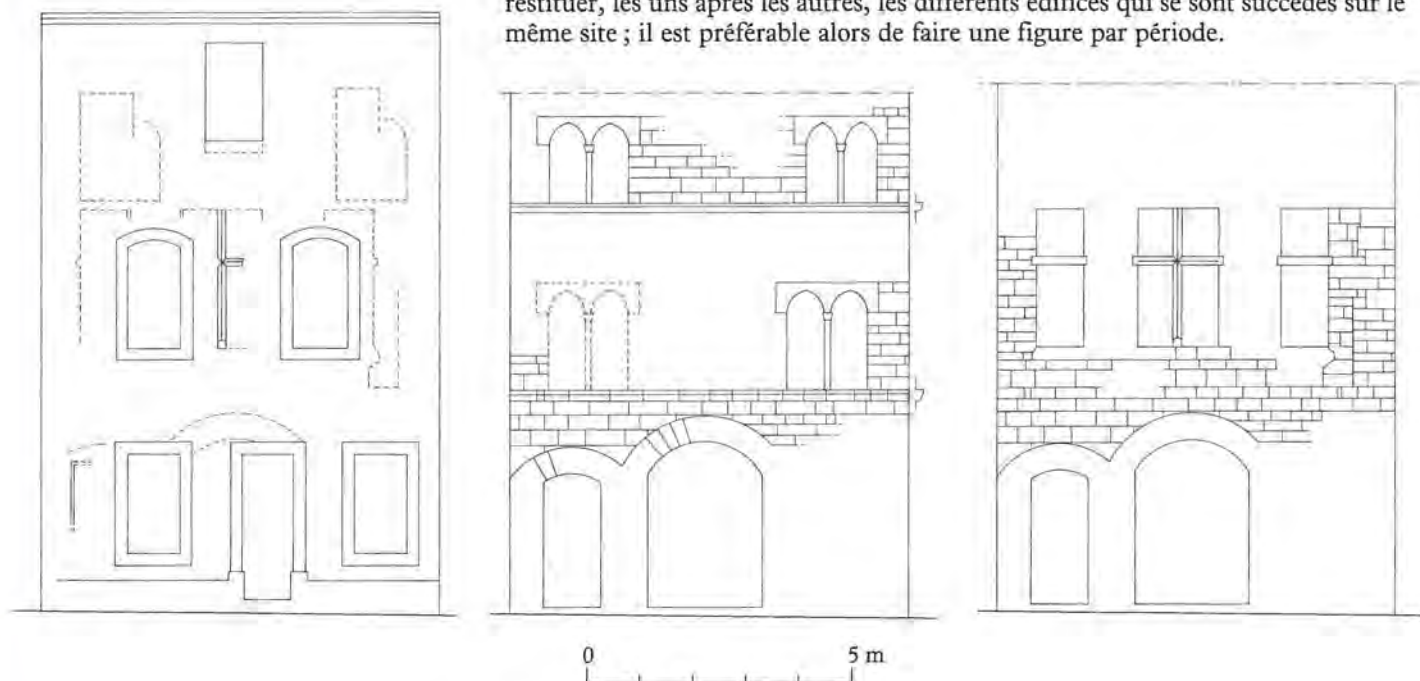 restituer, les uns après les autres, les différents édifices qui se sont succédés sur le
même site ; il est préférable alors de faire une figure par période.
0 5 m